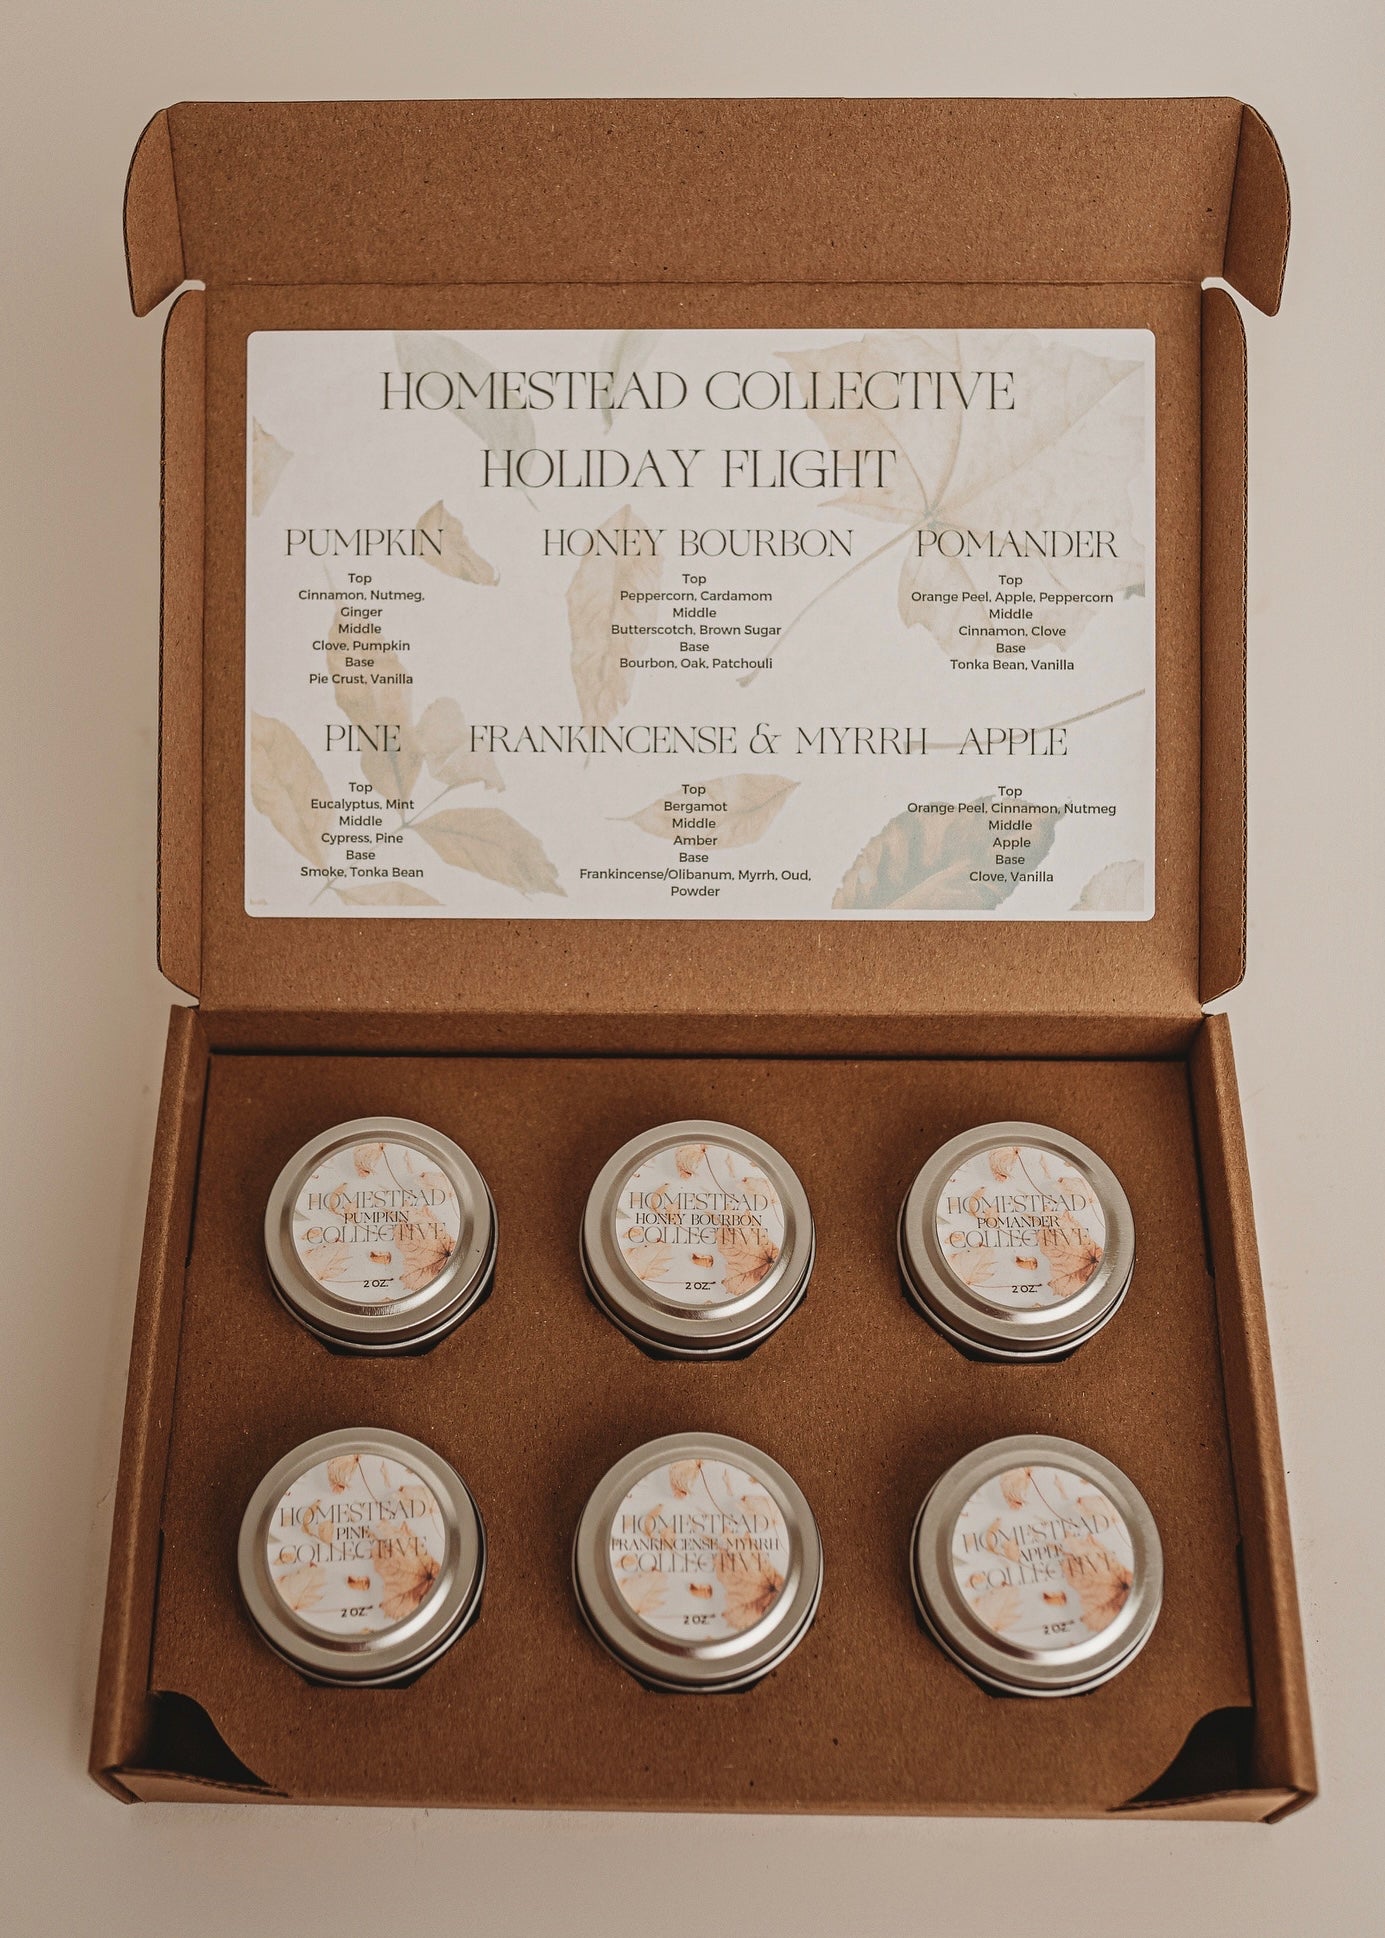 HOMESTEAD COLLECTIVE
HOLIDAY FLIGHT
PUMPKIN
Top
Cinnamon, Nutmeg,
Ginger
Middle
Clove, Pumpkin
Base
Pie Crust, Vanilla
HONEY BOURBON
Top
Peppercorn, Cardamom
Middle
Butterscotch, Brown Sugar
Base
Bourbon, Oak, Patchouli
POMANDER
Top
Orange Peel, Apple, Peppercorn
Middle
Cinnamon, Clove
Base
Tonka Bean, Vanilla
PINE
Top
Eucalyptus, Mint
Middle
Cypress, Pine
Base
Smoke, Tonka Bean
FRANKINCENSE & MYRRH
Top
Bergamot
Middle
Amber
Base
Frankincense/Olibanum, Myrrh, Oud,
Powder
APPLE
Top
Orange Peel, Cinnamon, Nutmeg
Middle
Apple
Base
Clove, Vanilla
HOMESTEAD
PUMPKIN
COLLECTIVE
2 OZ.
HOMESTEAD
HONEY BOURBON
COLLECTIVE
2 OZ.
HOMESTEAD
POMANDER
COLLECTIVE
2 OZ.
HOMESTEAD
PINE
COLLECTIVE
2 OZ.
HOMESTEAD
FRANKINCENSE, MYRRH
COLLECTIVE
2 OZ.
HOMESTEAD
APPLE
COLLECTIVE
2 OZ.